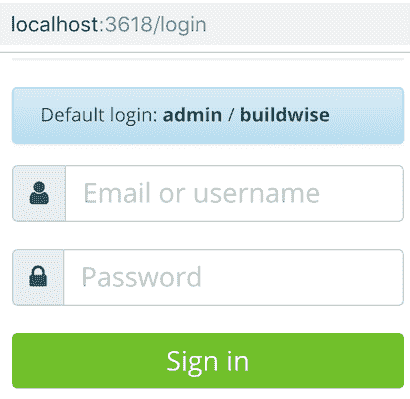 localhost:3618/login
Default login: admin / buildwise
Email or username
Password
Sign in